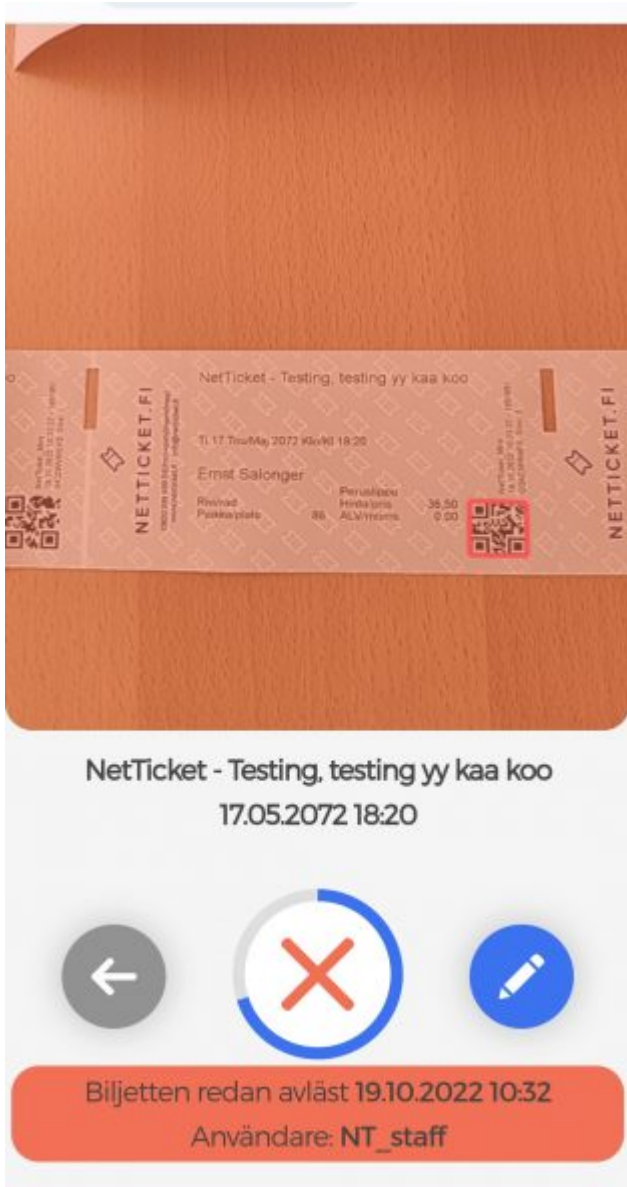 NetTicket - Testing, testing yy kaa koo
Ti 17 Tou/Maj 2072 Klo/Kl 18:20
Ernst Salonger
Peruslippu
Rivi/rad Hinta/pris 36,50
Paikka/plats 86 ALV/moms 0.00
NETTICKET.FI
NETTICKET.FI
NetTicket - Testing, testing yy kaa koo
17.05.2072 18:20
Biljetten redan avläst 19.10.2022 10:32
Användare: NT_staff